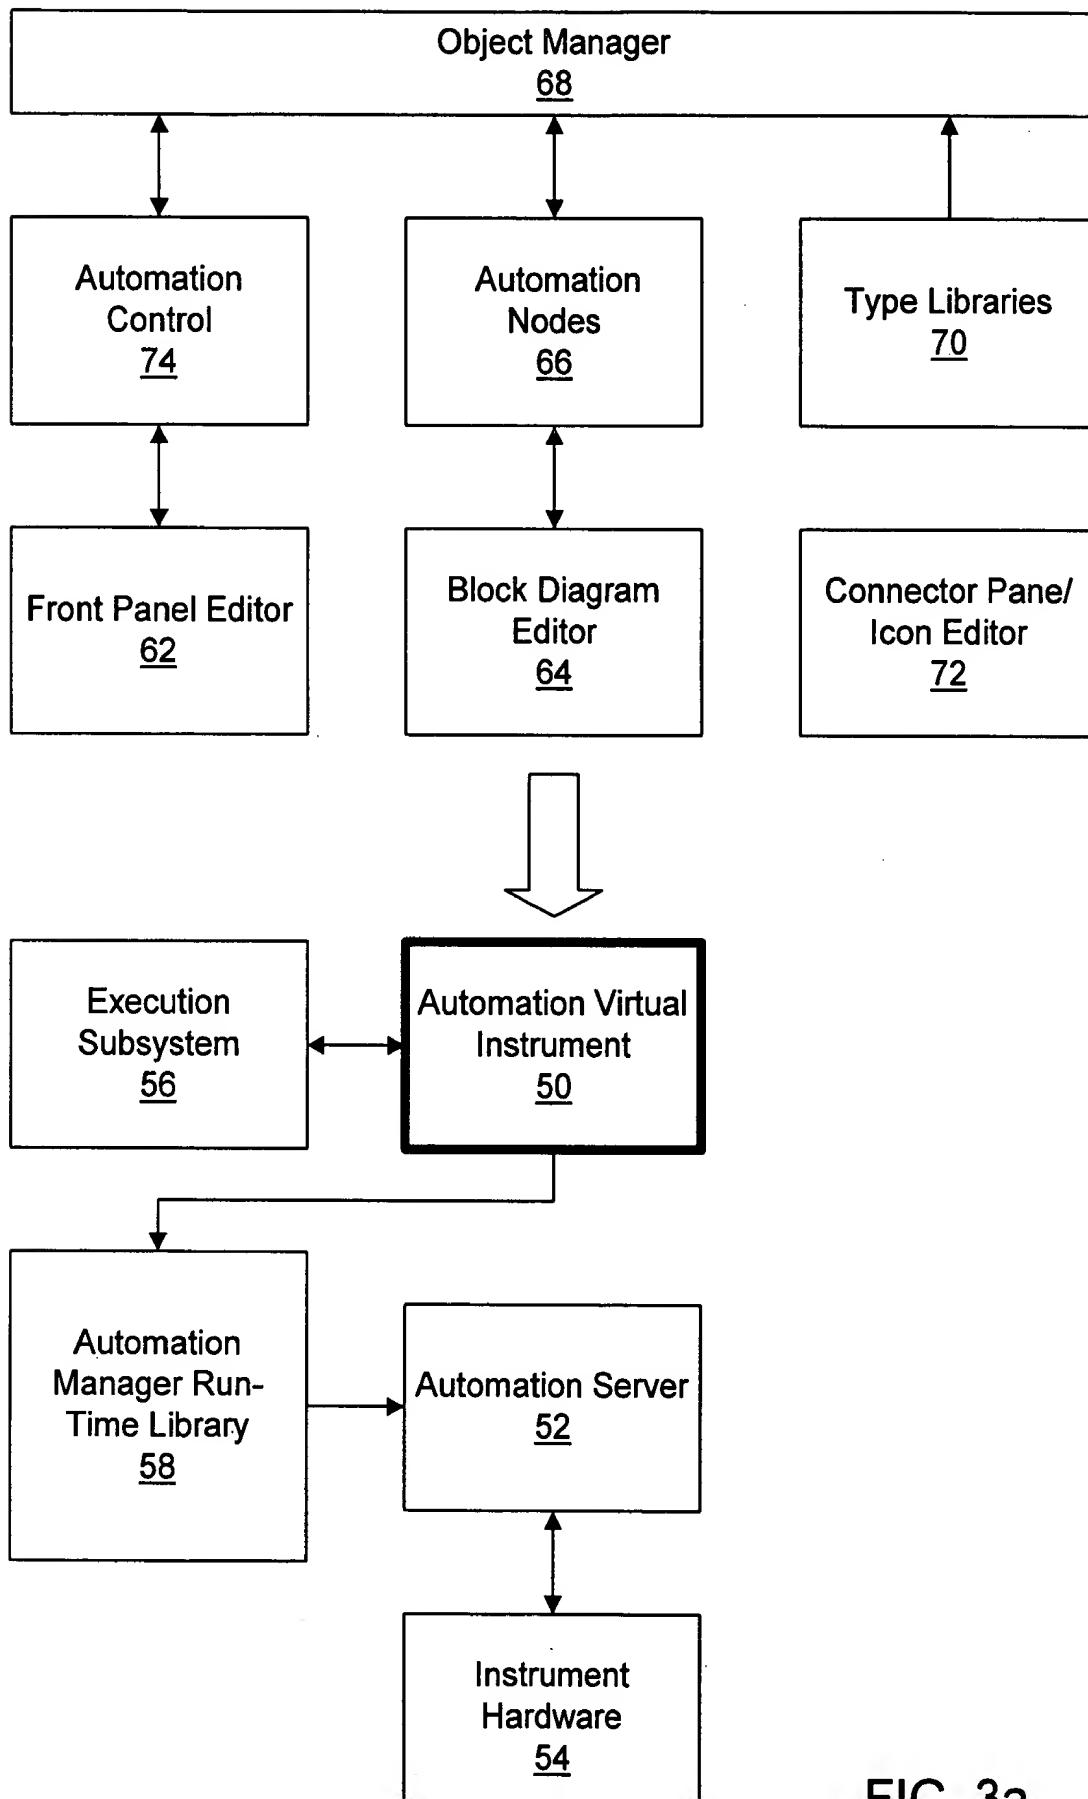 Object Manager
68
Automation
Control
74
Automation
Nodes
66
Type Libraries
70
Front Panel Editor
62
Block Diagram
Editor
64
Connector Pane/
Icon Editor
72
Execution
Subsystem
56
Automation Virtual
Instrument
50
Automation
Manager Run-
Time Library
58
Automation Server
52
Instrument
Hardware
54
FIG. 3a